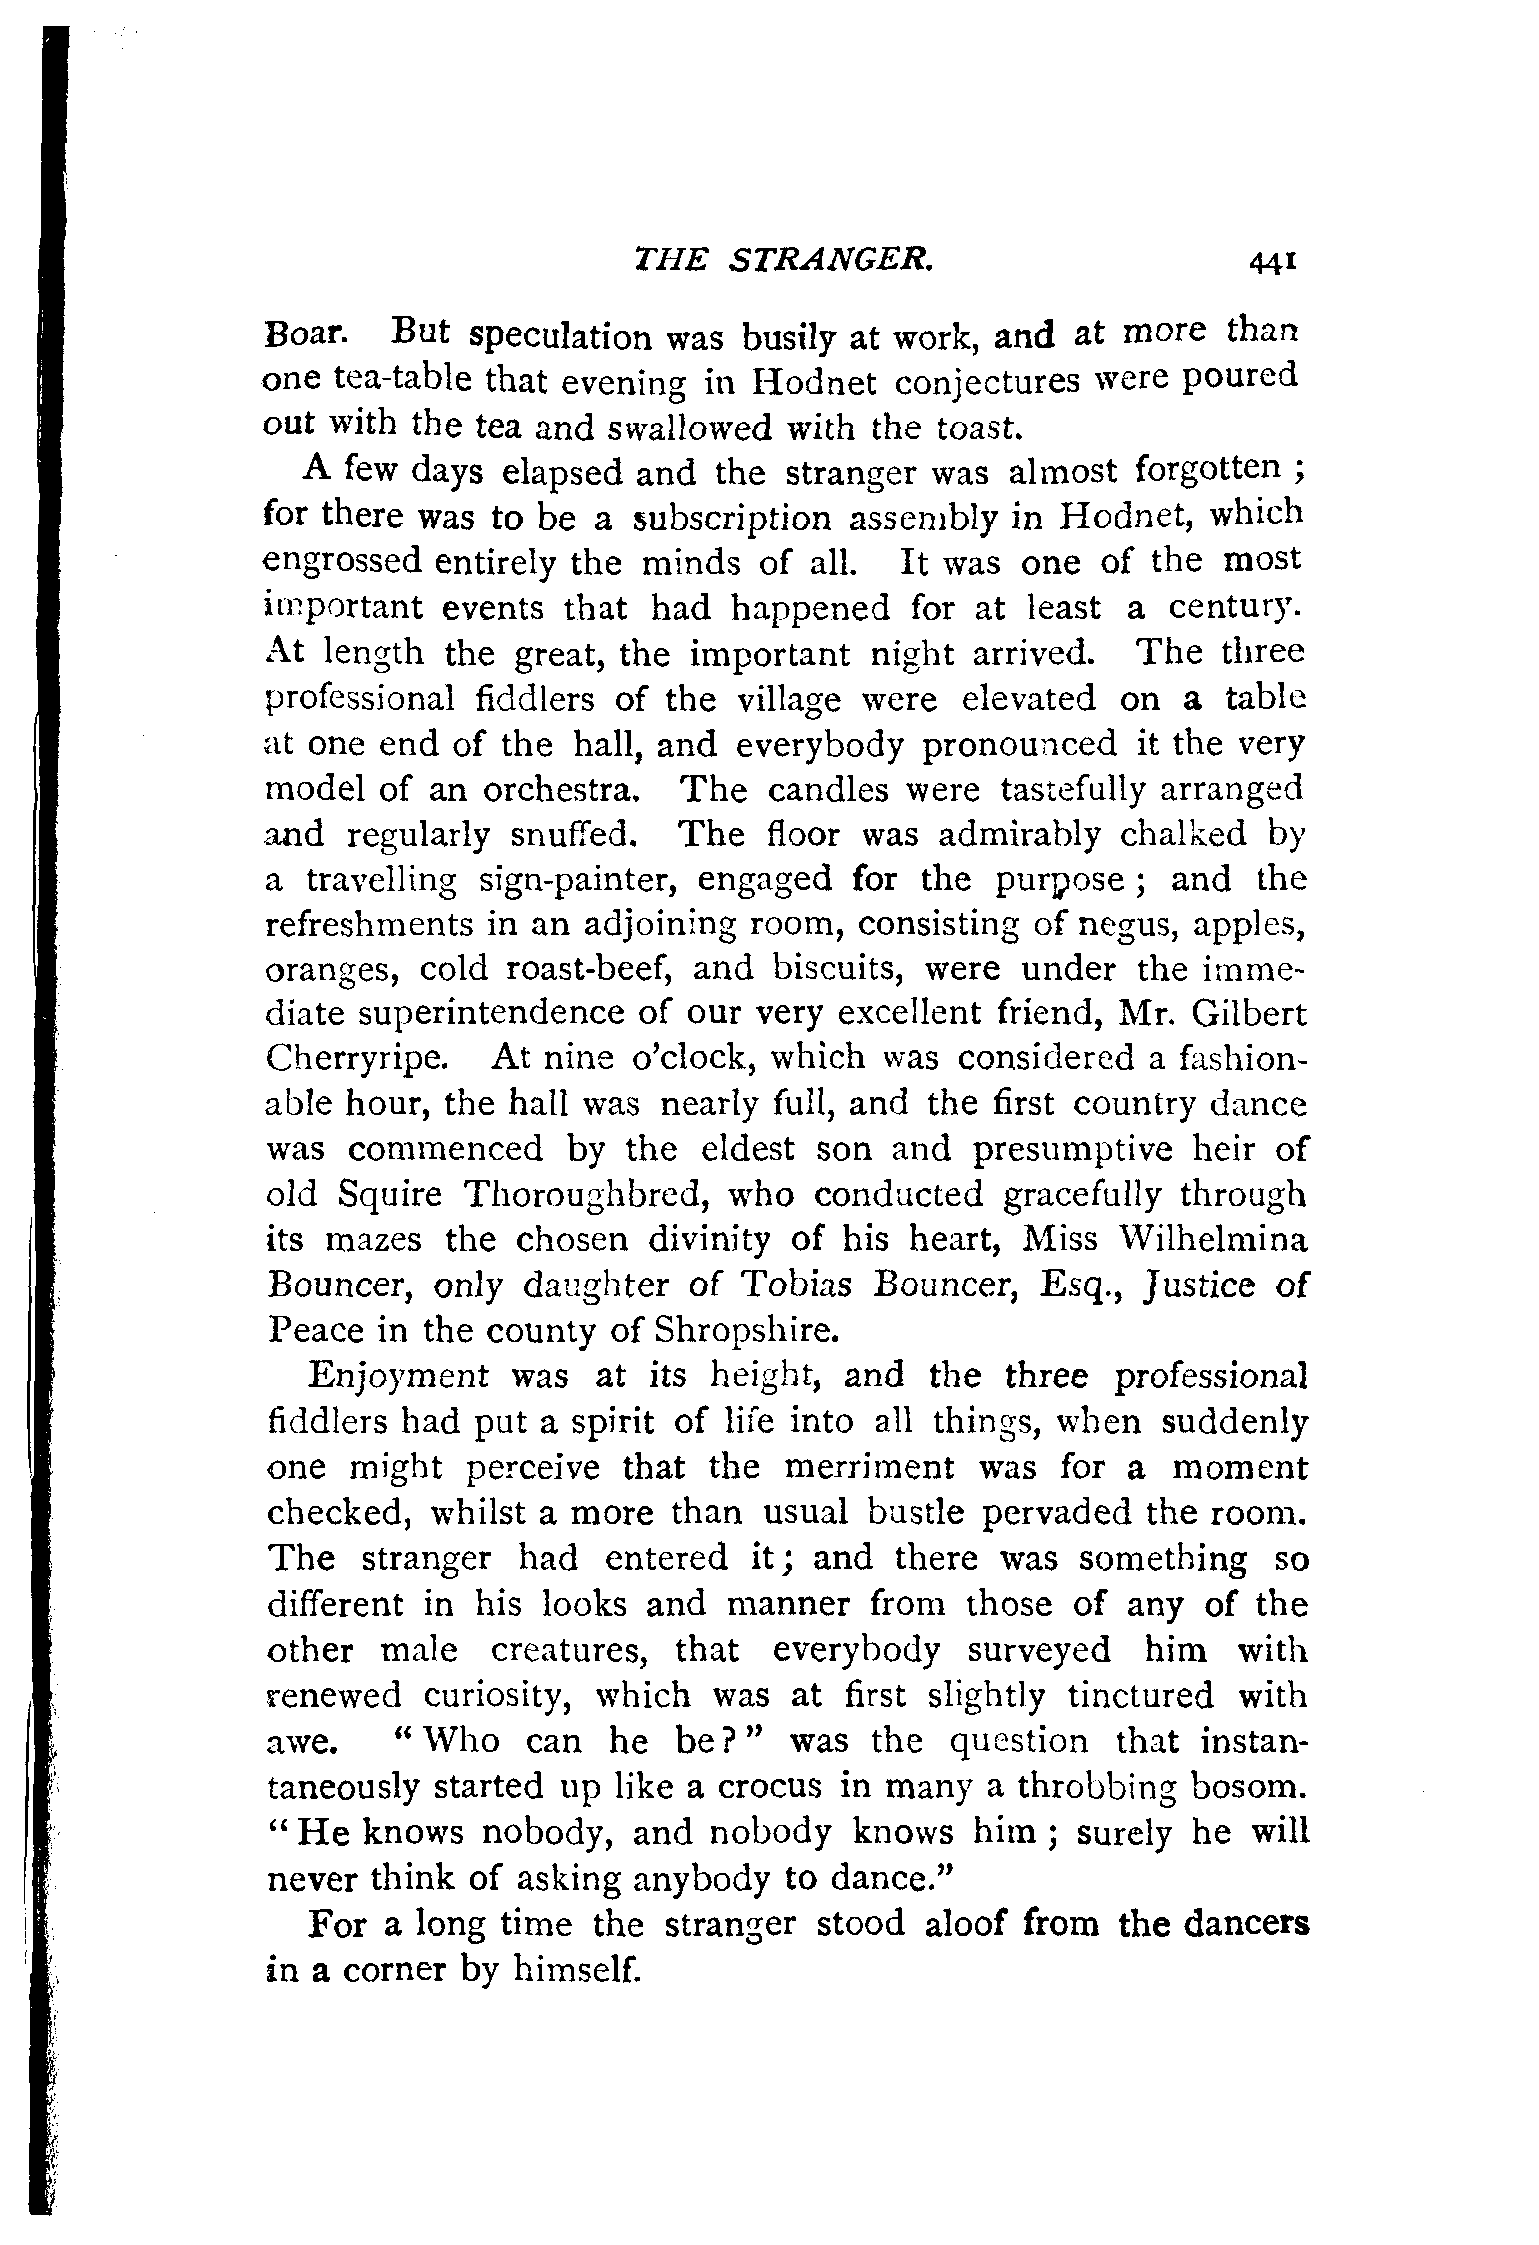 THE STRANGER. 441
Boar. But speculation was busily at work, and at more than
one tea-table that evening in Hodnet conjectures were poured
out with the tea and swallowed with the toast.
A few days elapsed and the stranger was almost forgotten ;
for there was to be a subscription assembly in Hodnet, which
engrossed entirely the minds of all. It was one of the most
important events that had happened for at least a century.
At length the great, the important night arrived. The three
professional fiddlers of the village were elevated on a table
at one end of the hall, and everybody pronounced it the very
model of an orchestra. The candles were tastefully arranged
and regularly snuffed. The floor was admirably chalked by
a travelling sign-painter, engaged for the purpose ; and the
refreshments in an adjoining room, consisting of negus, apples,
oranges, cold roast-beef, and biscuits, were under the imme-
diate superintendence of our very excellent friend, Mr. Gilbert
Cherryripe. At nine o'clock, which was considered a fashion-
able hour, the hall was nearly full, and the first country dance
was commenced by the eldest son and presumptive heir of
old Squire Thoroughbred, who conducted gracefully through
its mazes the chosen divinity of his heart, Miss Wilhelmina
Bouncer, only daughter of Tobias Bouncer, Esq., Justice of
Peace in the county of Shropshire.
Enjoyment was at its height, and the three professional
fiddlers had put a spirit of life into all things, when suddenly
one might perceive that the merriment was for a moment
checked, whilst a more than usual bustle pervaded the room.
The stranger had entered it ; and there was something so
different in his looks and manner from those of any of the
other male creatures, that everybody surveyed him with
renewed curiosity, which was at first slightly tinctured with
awe. " Who can he be ? " was the question that instan-
taneously started up like a crocus in many a throbbing bosom.
" He knows nobody, and nobody knows him ; surely he will
never think of asking anybody to dance."
For a long time the stranger stood aloof from the dancers
in a corner by himself.